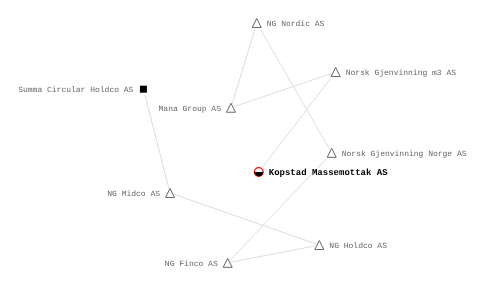 NG Nordic AS
Norsk Gjenvinning m3 AS
Summa Circular Holdco AS
Mana Group AS
Norsk Gjenvinning Norge AS
Kopstad Massemottak AS
NG Midco AS
NG Holdco AS
NG Finco AS